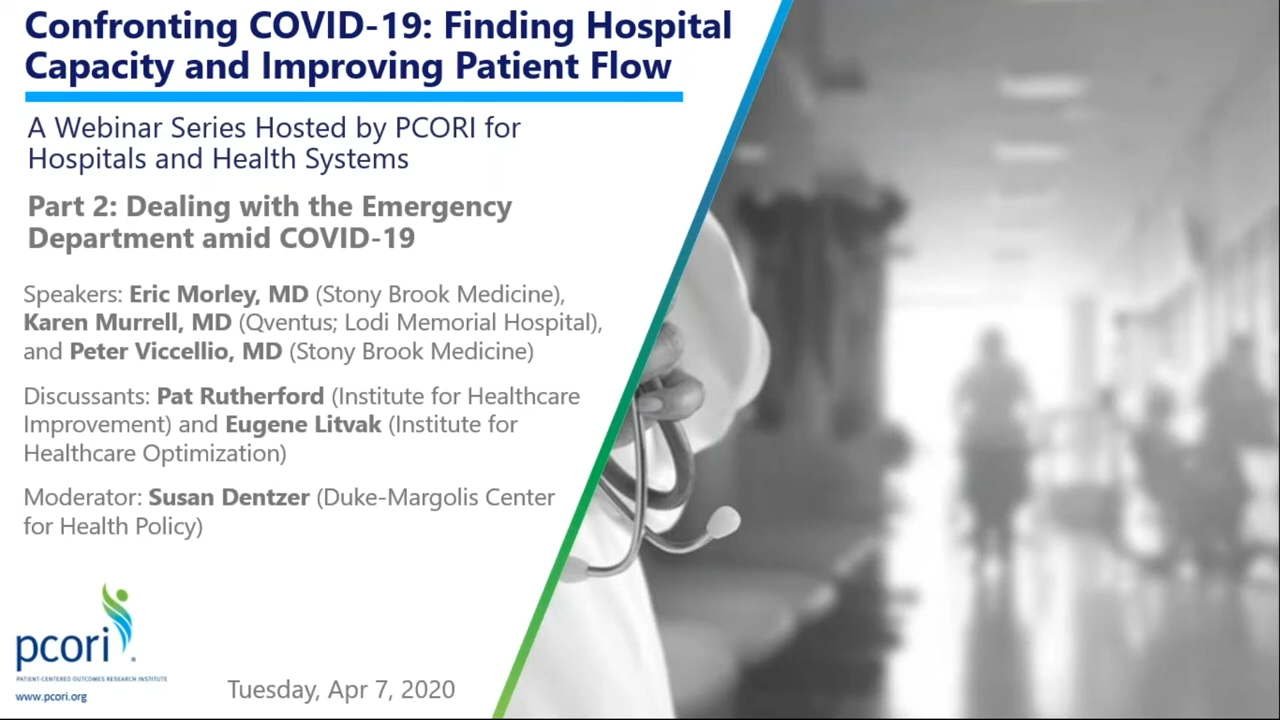 Confronting COVID-19: Finding Hospital
Capacity and Improving Patient Flow
A Webinar Series Hosted by PCORI for
Hospitals and Health Systems
Part 2: Dealing with the Emergency
Department amid COVID-19
Speakers: Eric Morley, MD (Stony Brook Medicine),
Karen Murrell, MD (Qventus; Lodi Memorial Hospital),
and Peter Viccellio, MD (Stony Brook Medicine)
Discussants: Pat Rutherford (Institute for Healthcare
Improvement) and Eugene Litvak (Institute for
Healthcare Optimization)
Moderator: Susan Dentzer (Duke-Margolis Center
for Health Policy)
pcori®
PATIENT-CENTERED OUTCOMES RESEARCH INSTITUTE
www.pcori.org
Tuesday, Apr 7, 2020